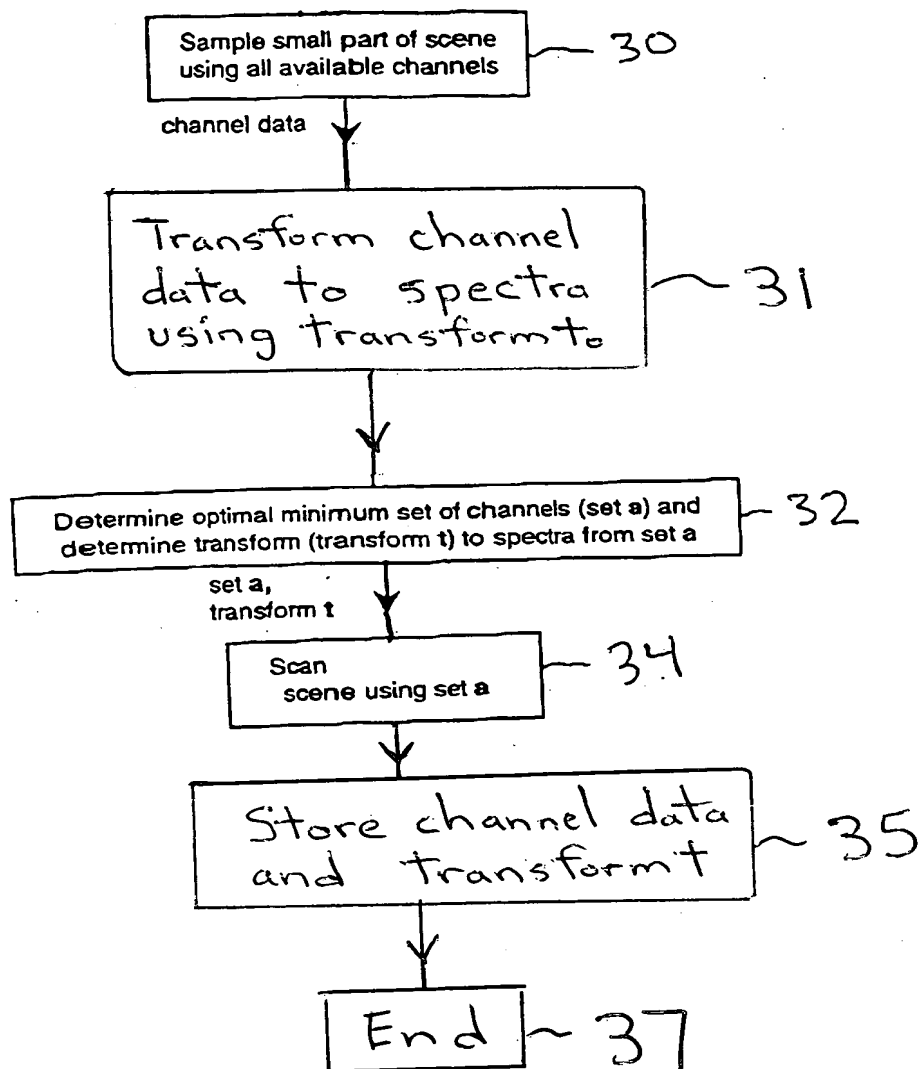 Sample small part of scene
using all available channels
30
channel data
Transform channel
data to spectra
using transform t₀
31
Determine optimal minimum set of channels (set a) and
determine transform (transform t) to spectra from set a
32
set a,
transform t
Scan
scene using set a
34
Store channel data
and transform t
35
End
37